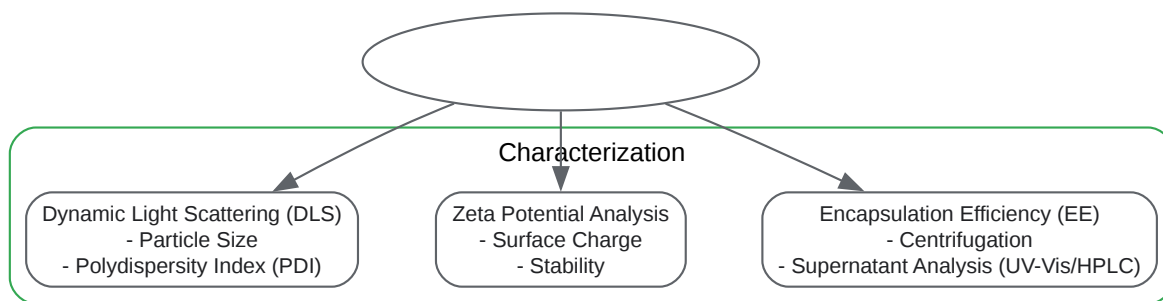 Characterization
Dynamic Light Scattering (DLS)
- Particle Size
- Polydispersity Index (PDI)
Zeta Potential Analysis
- Surface Charge
- Stability
Encapsulation Efficiency (EE)
- Centrifugation
- Supernatant Analysis (UV-Vis/HPLC)